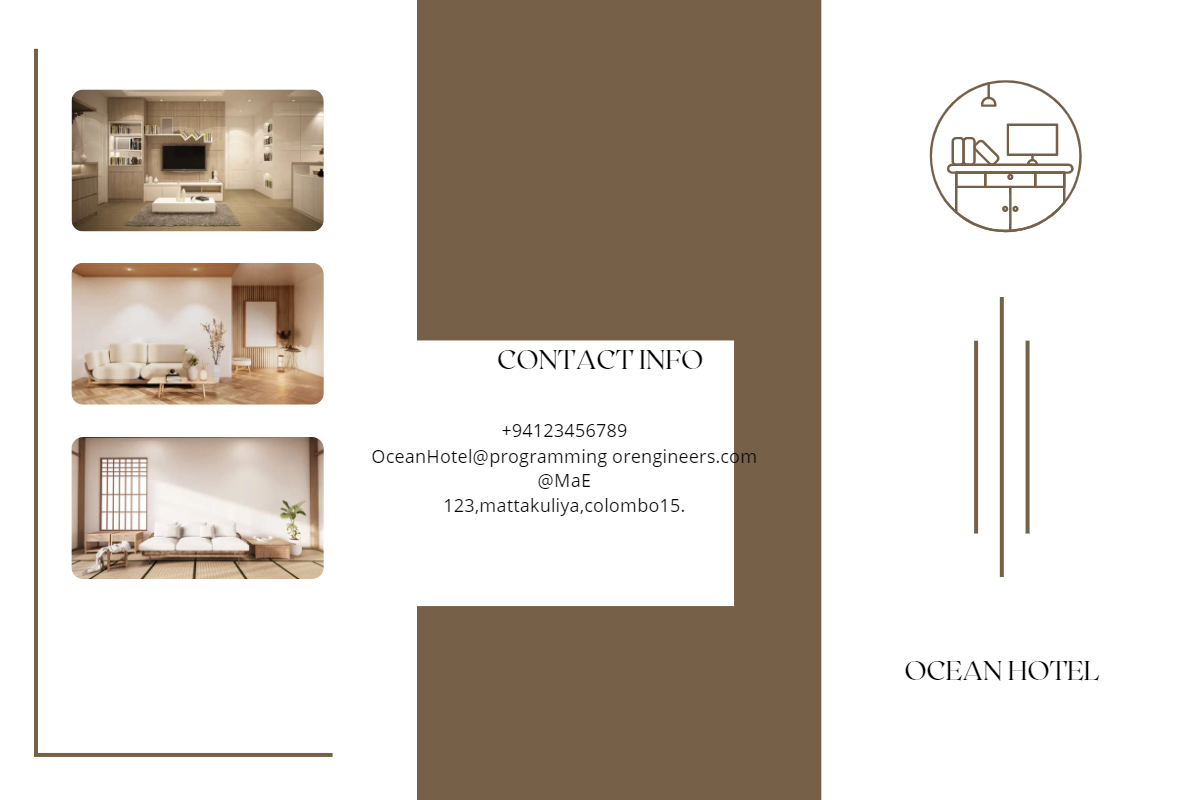 CONTACT INFO
+94123456789
OceanHotel@programming orengineers.com
@MaE
123,mattakuliya,colombo15.
OCEAN HOTEL